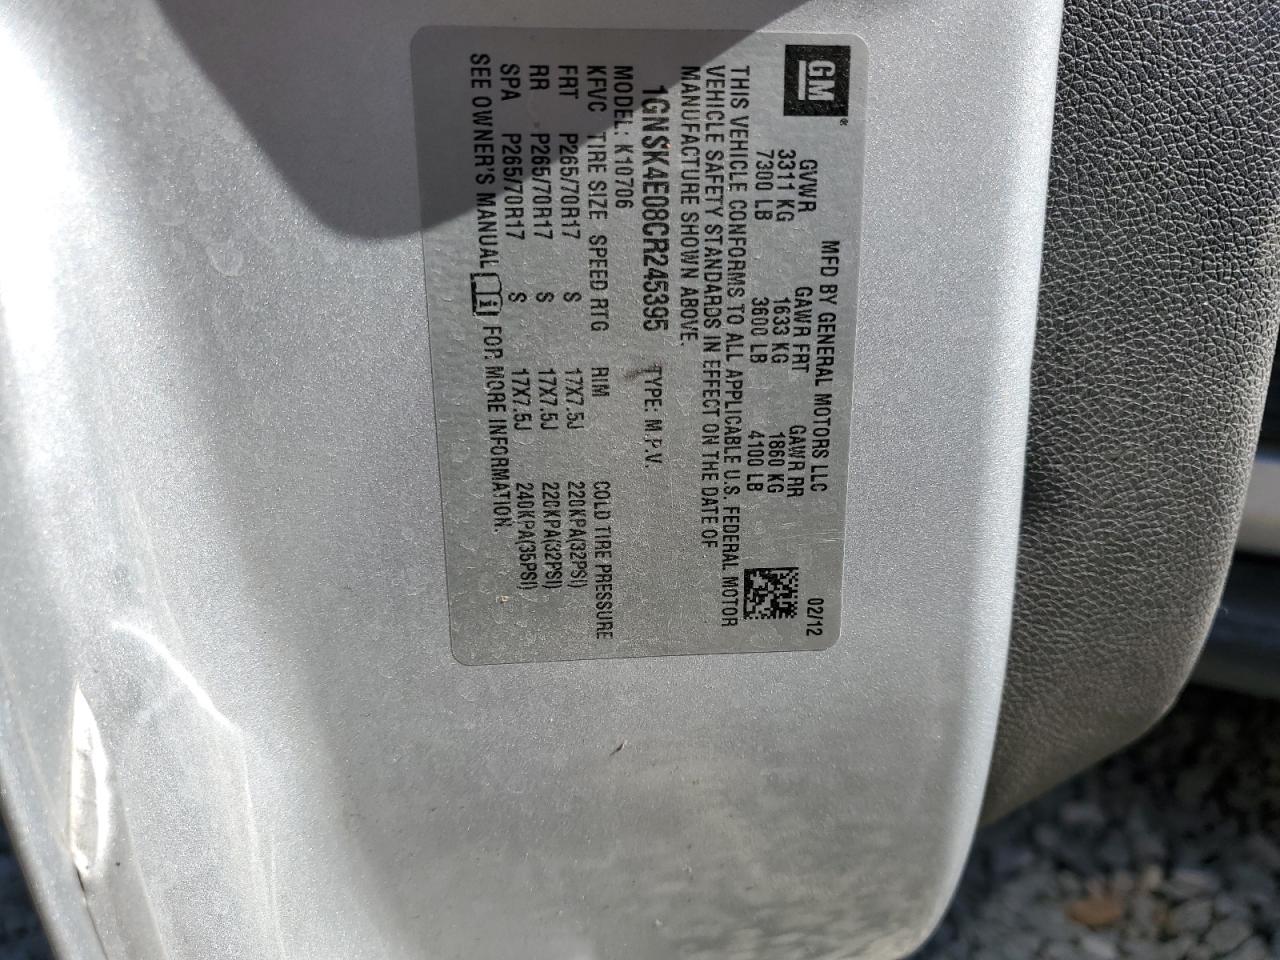 GM®
MFD BY GENERAL MOTORS LLC 02/12
GVWR GAWR FRT GAWR RR
3311 KG 1633 KG 1860 KG
7300 LB 3600 LB 4100 LB
THIS VEHICLE CONFORMS TO ALL APPLICABLE U.S. FEDERAL MOTOR
VEHICLE SAFETY STANDARDS IN EFFECT ON THE DATE OF
MANUFACTURE SHOWN ABOVE.
1GNSK4E08CR245395 TYPE: M.P.V.
MODEL: K10706
KFVC TIRE SIZE SPEED RTG RIM COLD TIRE PRESSURE
FRT P265/70R17 S 17X7.5J 220KPA(32PSI)
RR P265/70R17 S 17X7.5J 220KPA(32PSI)
SPA P265/70R17 S 17X7.5J 240KPA(35PSI)
SEE OWNER'S MANUAL FOR MORE INFORMATION.